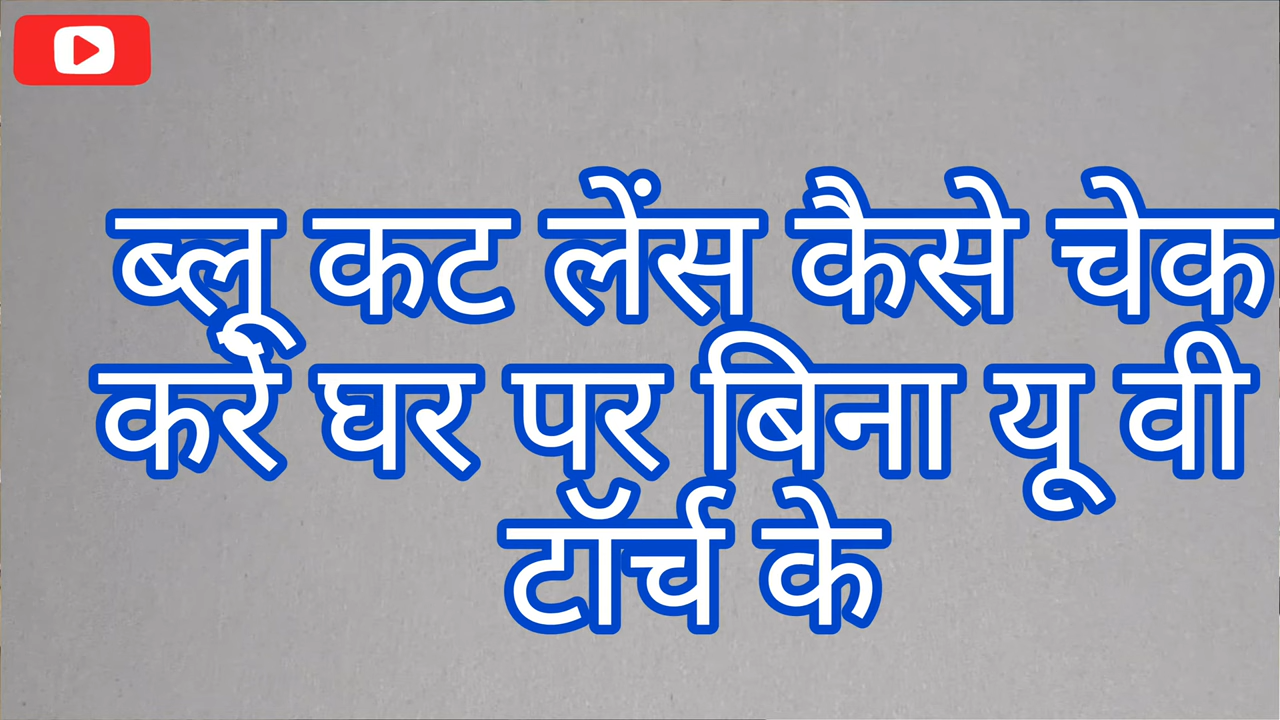 ब्लू कट लेंस कैसे चेक
करें घर पर बिना यू वी
टॉर्च के